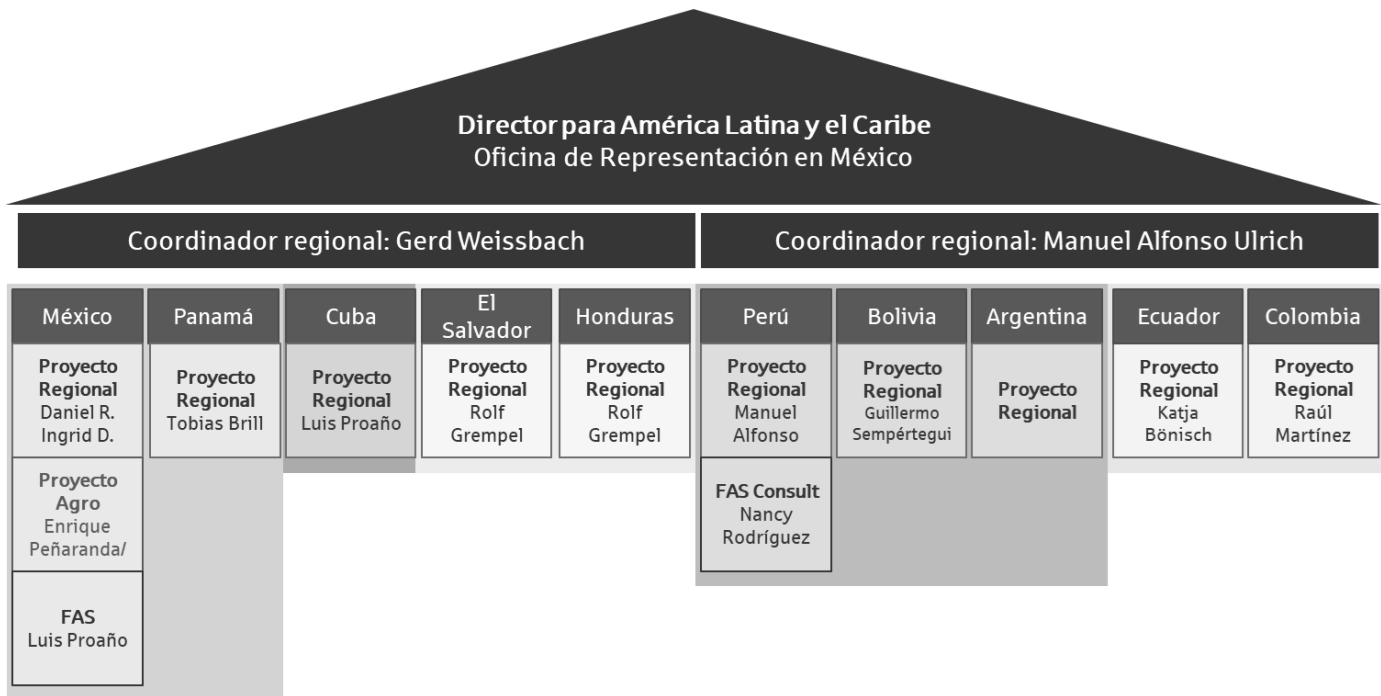 Director para América Latina y el Caribe
Oficina de Representación en México
Coordinador regional: Gerd Weissbach
Coordinador regional: Manuel Alfonso Ulrich
México
Proyecto
Regional
Daniel R.
Ingrid D.
Proyecto
Agro
Enrique
Peñaranda/
FAS
Luis Proaño
Panamá
Proyecto
Regional
Tobias Brill
Cuba
Proyecto
Regional
Luis Proaño
El
Salvador
Proyecto
Regional
Rolf
Grempel
Honduras
Proyecto
Regional
Rolf
Grempel
Perú
Proyecto
Regional
Manuel
Alfonso
FAS Consult
Nancy
Rodríguez
Bolivia
Proyecto
Regional
Guillermo
Sempértegui
Argentina
Proyecto
Regional
Ecuador
Proyecto
Regional
Katja
Bönisch
Colombia
Proyecto
Regional
Raúl
Martínez